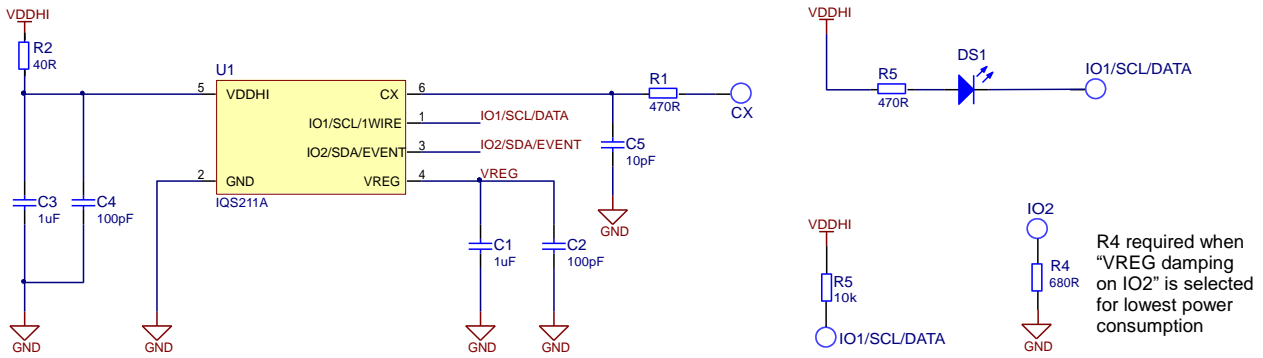 VDDHI
R2
40R
U1
5
VDDHI
CX
6
IO1/SCL/1WIRE
1
IO1/SCL/DATA
IO2/SDA/EVENT
3
IO2/SDA/EVENT
2
GND
VREG
4
VREG
IQS211A
R1
470R
CX
C5
10pF
GND
C3
1uF
C4
100pF
C1
1uF
C2
100pF
GND
GND
GND
GND
VDDHI
R5
470R
DS1
IO1/SCL/DATA
VDDHI
R5
10k
IO1/SCL/DATA
IO2
R4
680R
GND
R4 required when
“VREG damping
on IO2” is selected
for lowest power
consumption